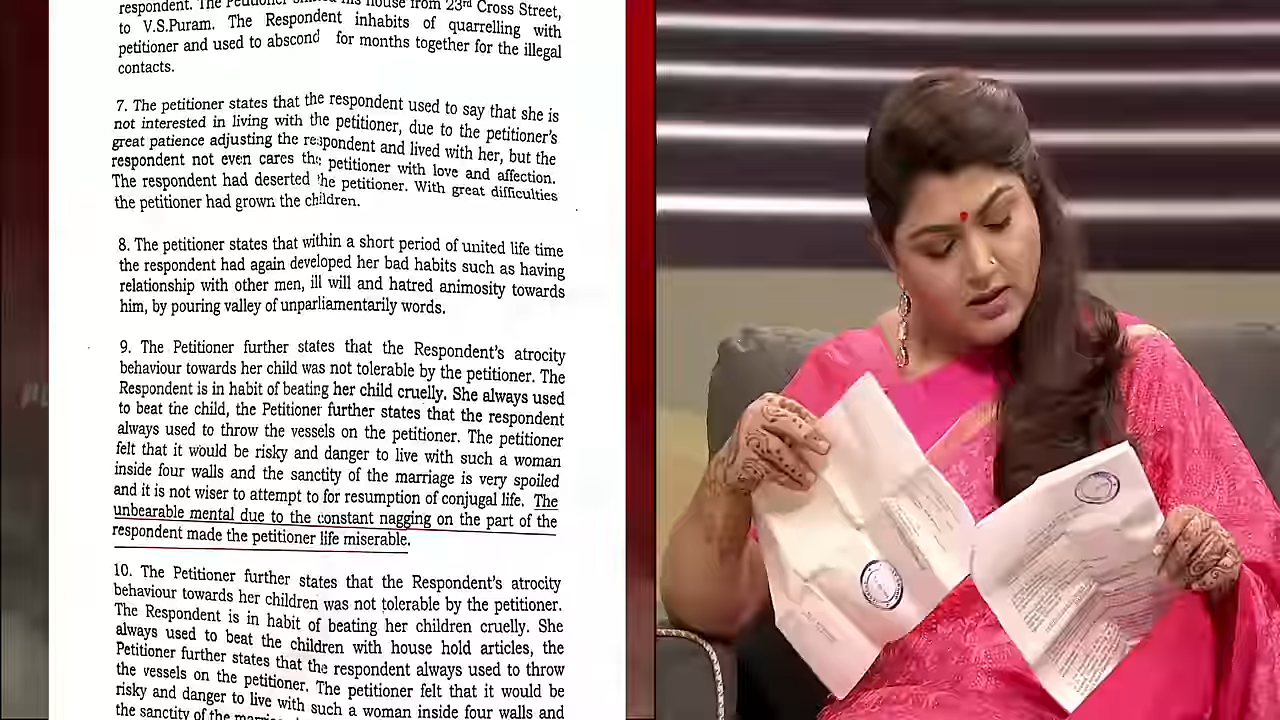 respondent. The Petitioner shifted his house from 23rd Cross Street,
to V.S.Puram. The Respondent inhabits of quarrelling with
petitioner and used to abscond for months together for the illegal
contacts.
7. The petitioner states that the respondent used to say that she is
not interested in living with the petitioner, due to the petitioner's
great patience adjusting the respondent and lived with her, but the
respondent not even cares the petitioner with love and affection.
The respondent had deserted the petitioner. With great difficulties
the petitioner had grown the children.
8. The petitioner states that within a short period of united life time
the respondent had again developed her bad habits such as having
relationship with other men, ill will and hatred animosity towards
him, by pouring valley of unparliamentarily words.
9. The Petitioner further states that the Respondent's atrocity
behaviour towards her child was not tolerable by the petitioner. The
Respondent is in habit of beating her child cruelly. She always used
to beat the child, the Petitioner further states that the respondent
always used to throw the vessels on the petitioner. The petitioner
felt that it would be risky and danger to live with such a woman
inside four walls and the sanctity of the marriage is very spoiled
and it is not wiser to attempt to for resumption of conjugal life. The
unbearable mental due to the constant nagging on the part of the
respondent made the petitioner life miserable.
10. The Petitioner further states that the Respondent's atrocity
behaviour towards her children was not tolerable by the petitioner.
The Respondent is in habit of beating her children cruelly. She
always used to beat the children with house hold articles, the
Petitioner further states that the respondent always used to throw
the vessels on the petitioner. The petitioner felt that it would be
risky and danger to live with such a woman inside four walls and
the sanctity of the